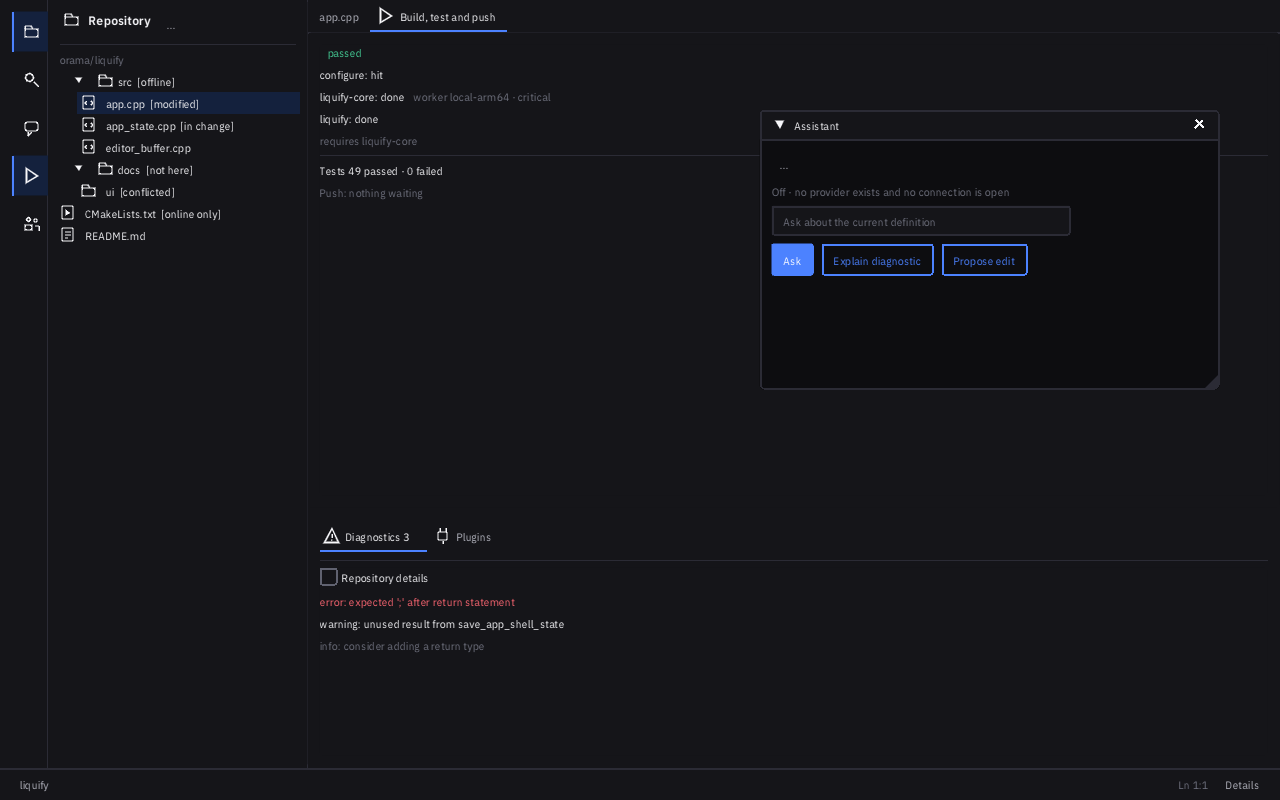 Repository
...
orama/liquify
src [offline]
app.cpp [modified]
app_state.cpp [in change]
editor_buffer.cpp
docs [not here]
ui [conflicted]
CMakeLists.txt [online only]
README.md
app.cpp
Build, test and push
passed
configure: hit
liquify-core: done worker local-arm64 · critical
liquify: done
requires liquify-core
Tests 49 passed · 0 failed
Push: nothing waiting
Assistant
...
Off · no provider exists and no connection is open
Ask about the current definition
Ask
Explain diagnostic
Propose edit
Diagnostics 3
Plugins
Repository details
error: expected ';' after return statement
warning: unused result from save_app_shell_state
info: consider adding a return type
liquify
Ln 1:1
Details